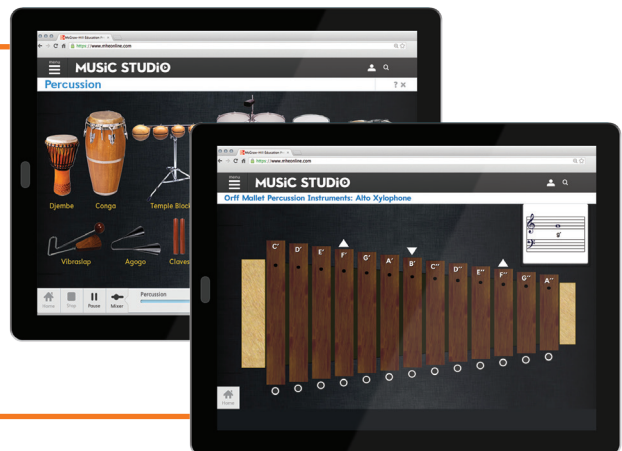 McGraw-Hill Education
https://www.mheonline.com
menu
MUSiC STUDiO
Percussion
? ×
Djembe
Conga
Temple Block
Vibraslap
Agogo
Claves
Home
Stop
Pause
Mixer
Percussion
McGraw-Hill Education
https://www.mheonline.com
menu
MUSiC STUDiO
Orff Mallet Percussion Instruments: Alto Xylophone
g'
C' D' E' F' G' A' B' C'' D'' E'' F'' G'' A''
Home